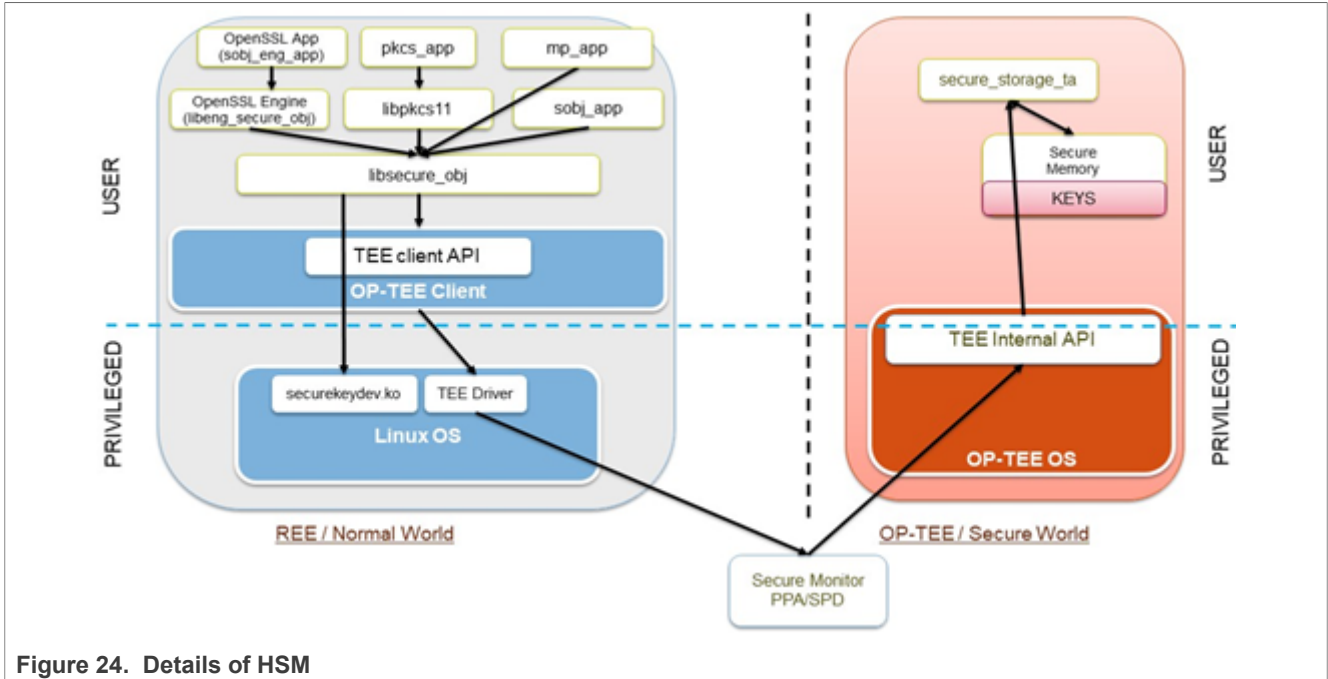 OpenSSL App
(sobj_eng_app)
pkcs_app
mp_app
OpenSSL Engine
(libeng_secure_obj)
libpkcs11
sobj_app
libsecure_obj
USER
TEE client API
OP-TEE Client
PRIVILEGED
securekeydev.ko
TEE Driver
Linux OS
REE / Normal World
secure_storage_ta
Secure
Memory
KEYS
USER
TEE Internal API
OP-TEE OS
PRIVILEGED
OP-TEE / Secure World
Secure Monitor
PPA/SPD
Figure 24. Details of HSM